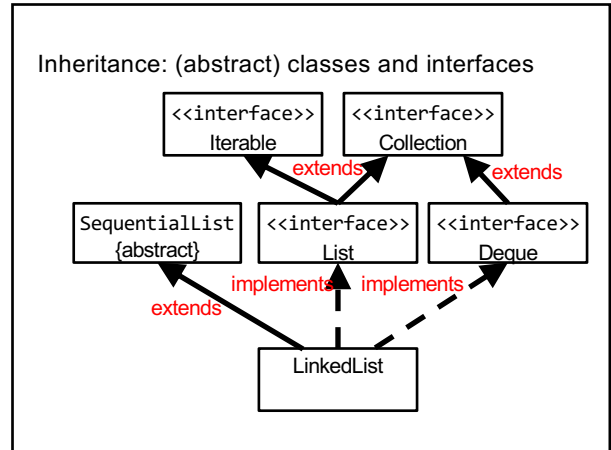 Inheritance: (abstract) classes and interfaces
<<interface>>
Iterable
<<interface>>
Collection
extends
extends
SequentialList
{abstract}
<<interface>>
List
<<interface>>
Deque
implements
implements
extends
LinkedList